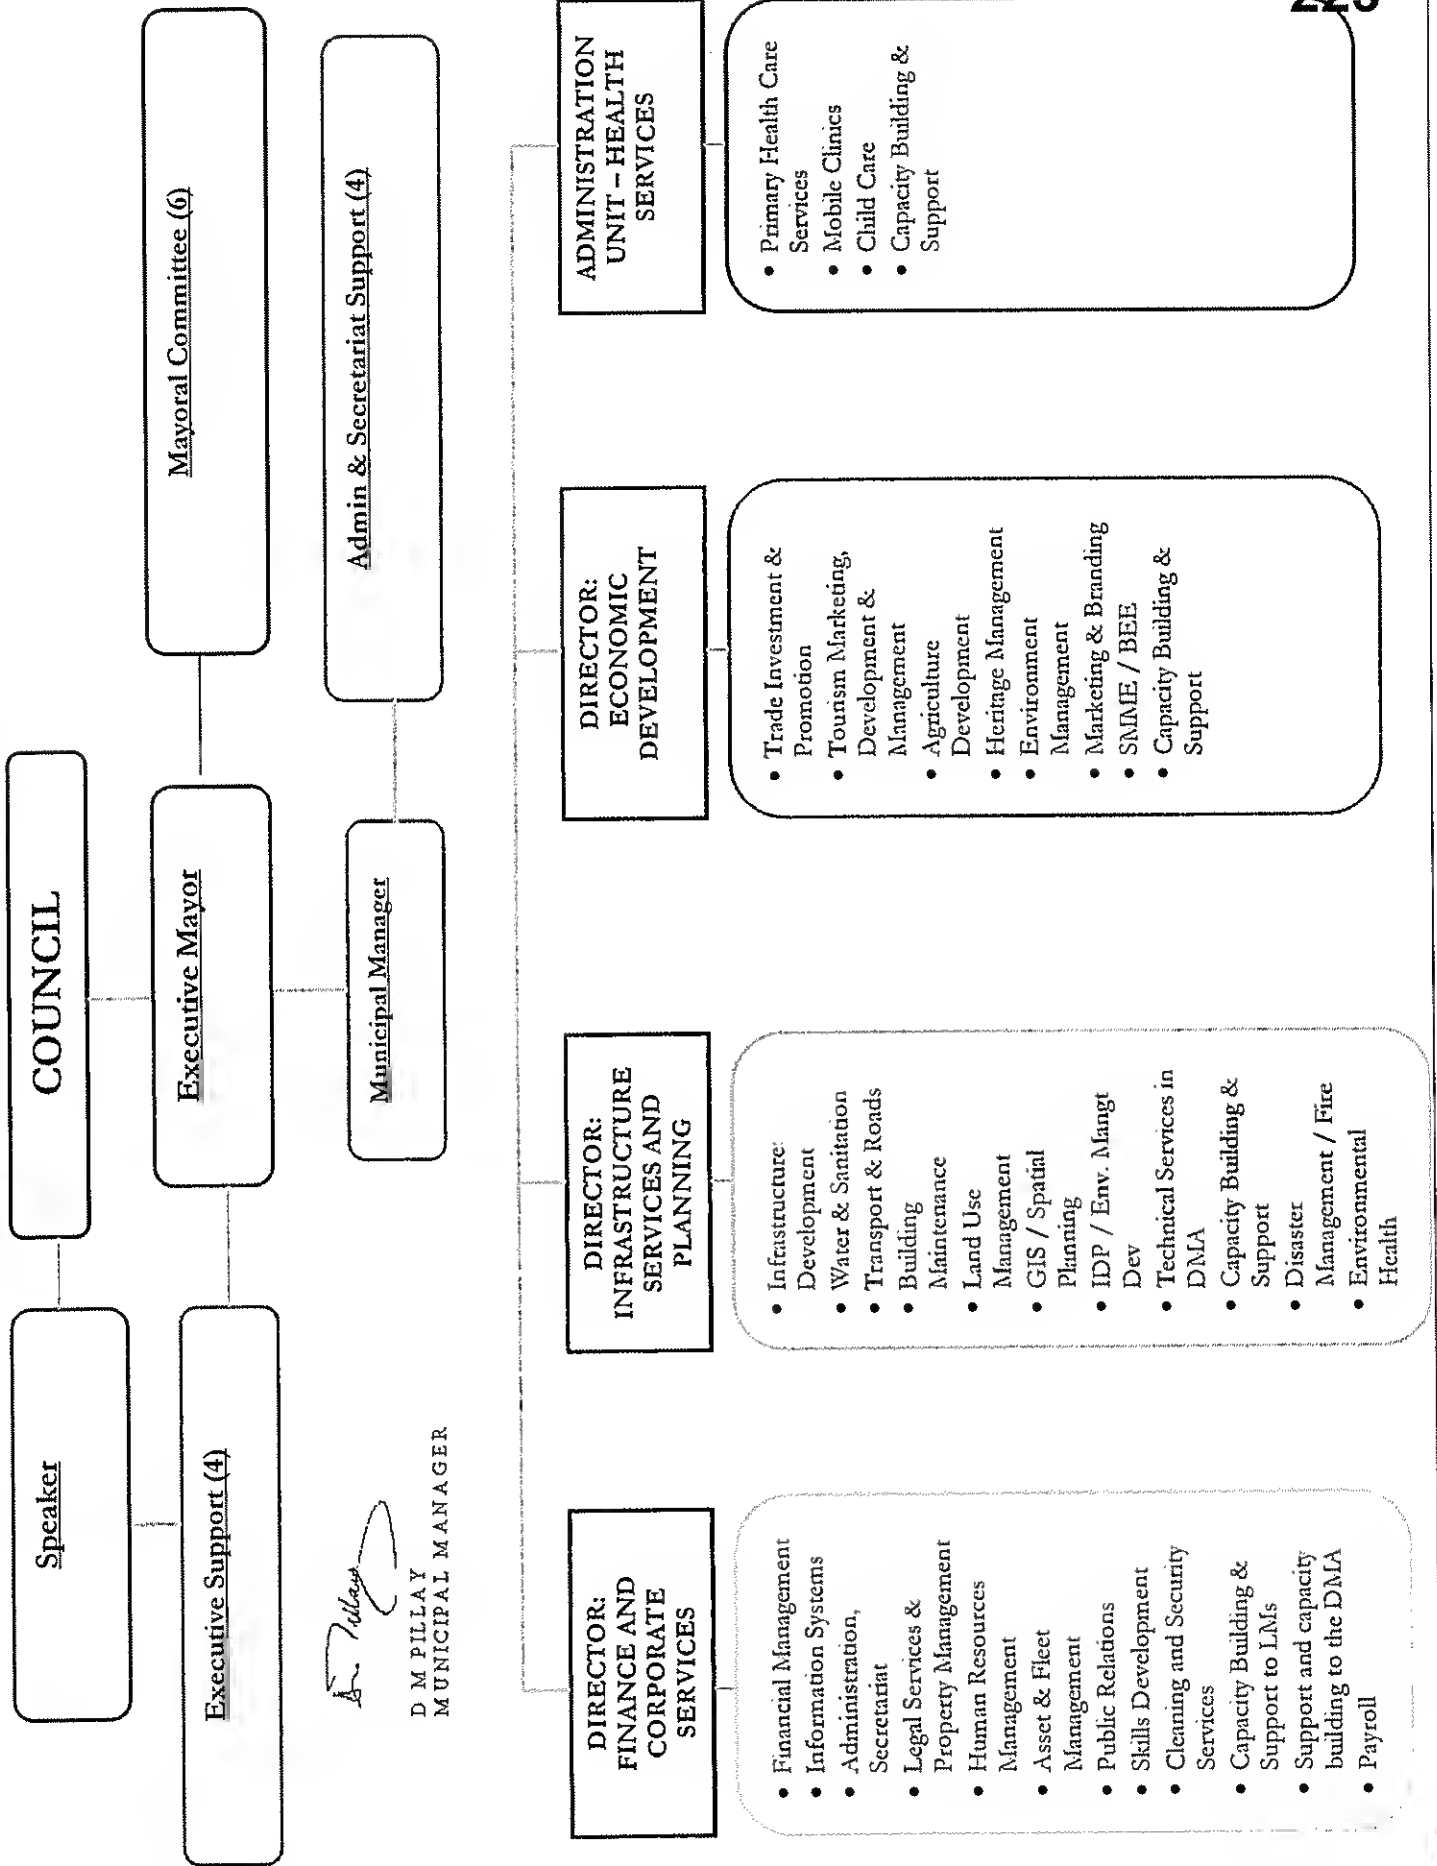 COUNCIL
Speaker
Executive Mayor
Mayoral Committee (6)
Executive Support (4)
Municipal Manager
Admin & Secretariat Support (4)
D M PILLAY
MUNICIPAL MANAGER
DIRECTOR:
FINANCE AND
CORPORATE
SERVICES
• Financial Management
• Information Systems
• Administration,
Secretariat
• Legal Services &
Property Management
• Human Resources
Management
• Asset & Fleet
Management
• Public Relations
• Skills Development
• Cleaning and Security
Services
• Capacity Building &
Support to LMs
• Support and capacity
building to the DMA
• Payroll
DIRECTOR:
INFRASTRUCTURE
SERVICES AND
PLANNING
• Infrastructure:
Development
• Water & Sanitation
• Transport & Roads
• Building
Maintenance
• Land Use
Management
• GIS / Spatial
Planning
• IDP / Env. Mangt
Dev
• Technical Services in
DMA
• Capacity Building &
Support
• Disaster
Management / Fire
• Environmental
Health
DIRECTOR:
ECONOMIC
DEVELOPMENT
• Trade Investment &
Promotion
• Tourism Marketing,
Development &
Management
• Agriculture
Development
• Heritage Management
• Environment
Management
• Marketing & Branding
• SMME / BEE
• Capacity Building &
Support
ADMINISTRATION
UNIT – HEALTH
SERVICES
• Primary Health Care
Services
• Mobile Clinics
• Child Care
• Capacity Building &
Support